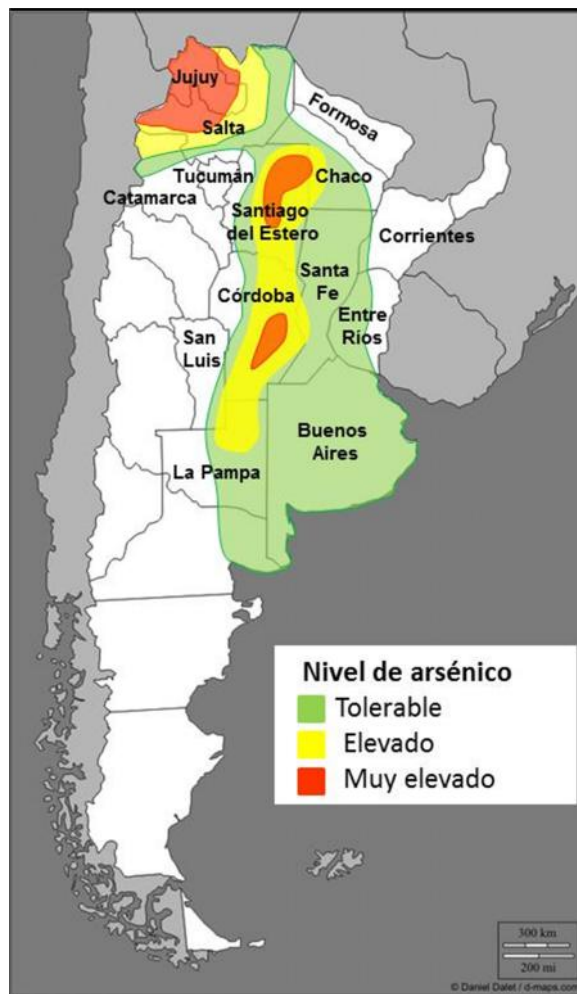 Jujuy
Salta
Formosa
Tucumán
Chaco
Catamarca
Santiago
del Estero
Corrientes
Santa
Fe
Córdoba
Entre
Ríos
San
Luis
Buenos
Aires
La Pampa
Nivel de arsénico
Tolerable
Elevado
Muy elevado
300 km
200 mi
© Daniel Dalet / d-maps.com